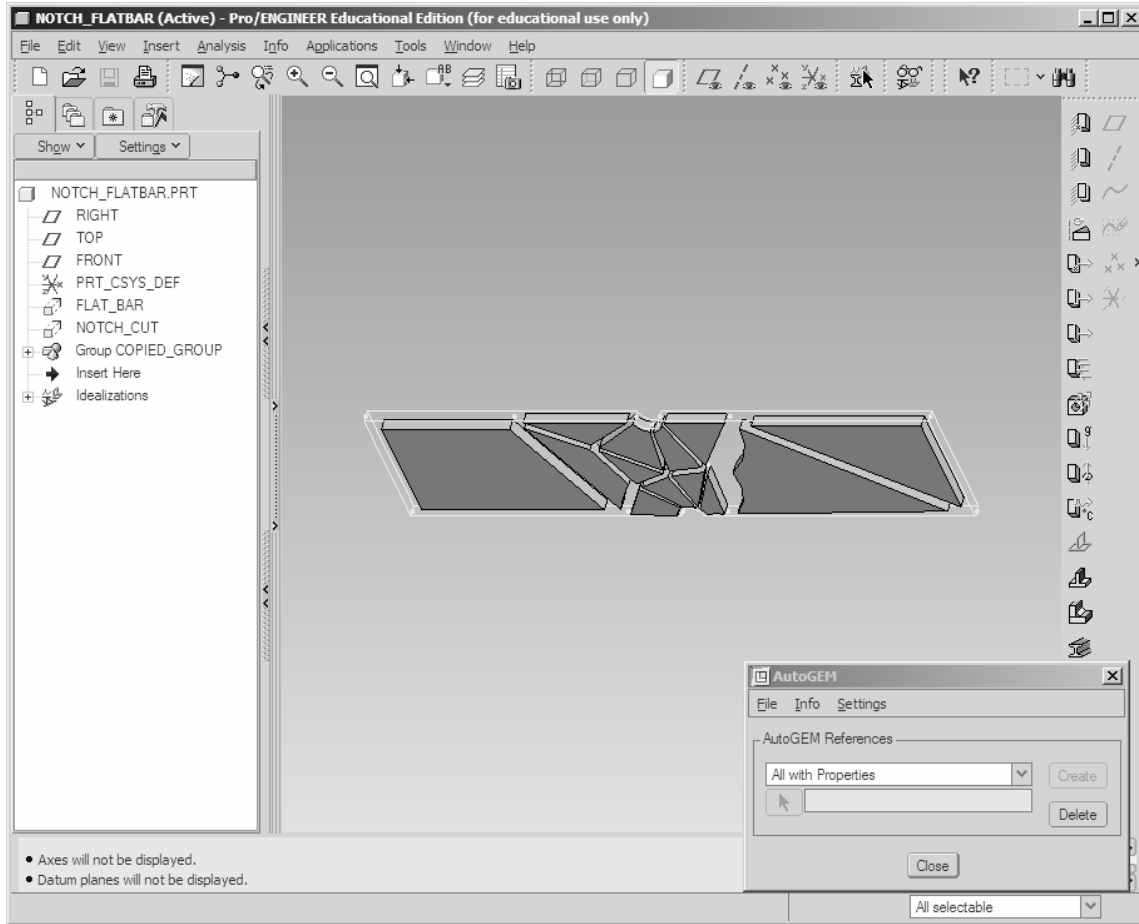 NOTCH_FLATBAR (Active) - Pro/ENGINEER Educational Edition (for educational use only)
File Edit View Insert Analysis Info Applications Tools Window Help
Show Settings
NOTCH_FLATBAR.PRT
RIGHT
TOP
FRONT
PRT_CSYS_DEF
FLAT_BAR
NOTCH_CUT
Group COPIED_GROUP
Insert Here
Idealizations
AutoGEM
File Info Settings
AutoGEM References
All with Properties Create
Delete
Close
• Axes will not be displayed.
• Datum planes will not be displayed.
All selectable